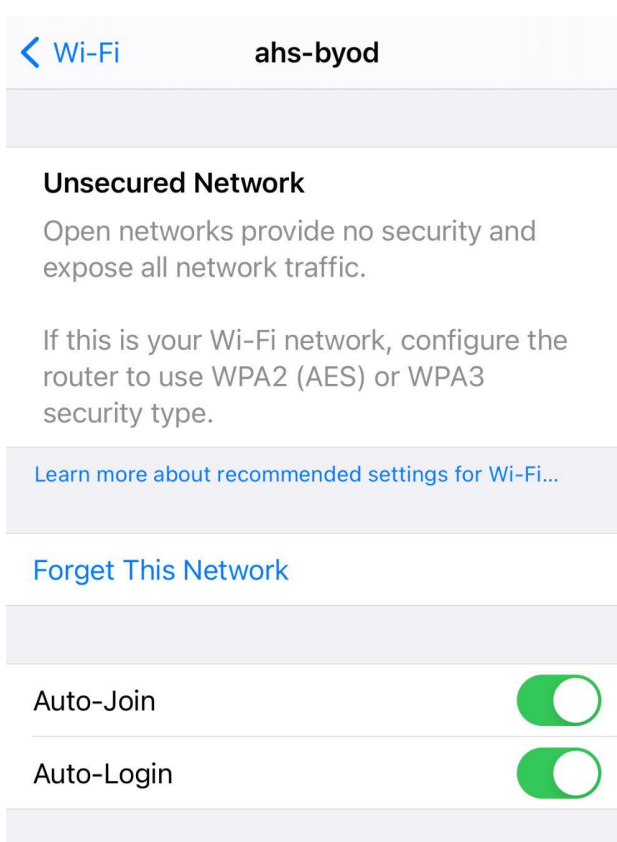 Wi-Fi
ahs-byod
Unsecured Network
Open networks provide no security and
expose all network traffic.
If this is your Wi-Fi network, configure the
router to use WPA2 (AES) or WPA3
security type.
Learn more about recommended settings for Wi-Fi...
Forget This Network
Auto-Join
Auto-Login